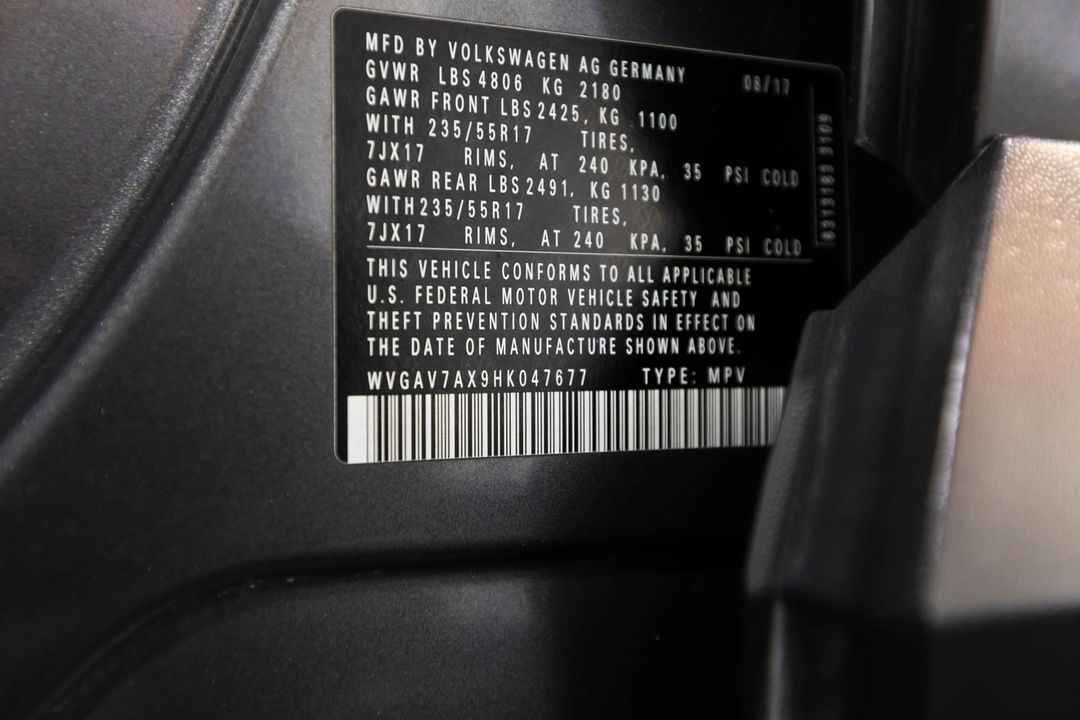 MFD BY VOLKSWAGEN AG GERMANY 08/17
GVWR LBS 4806 KG 2180
GAWR FRONT LBS 2425, KG 1100
WITH 235/55R17 TIRES,
7JX17 RIMS, AT 240 KPA, 35 PSI COLD
GAWR REAR LBS 2491, KG 1130
WITH 235/55R17 TIRES,
7JX17 RIMS, AT 240 KPA, 35 PSI COLD
THIS VEHICLE CONFORMS TO ALL APPLICABLE
U.S. FEDERAL MOTOR VEHICLE SAFETY AND
THEFT PREVENTION STANDARDS IN EFFECT ON
THE DATE OF MANUFACTURE SHOWN ABOVE.
WVGAV7AX9HK047677 TYPE: MPV